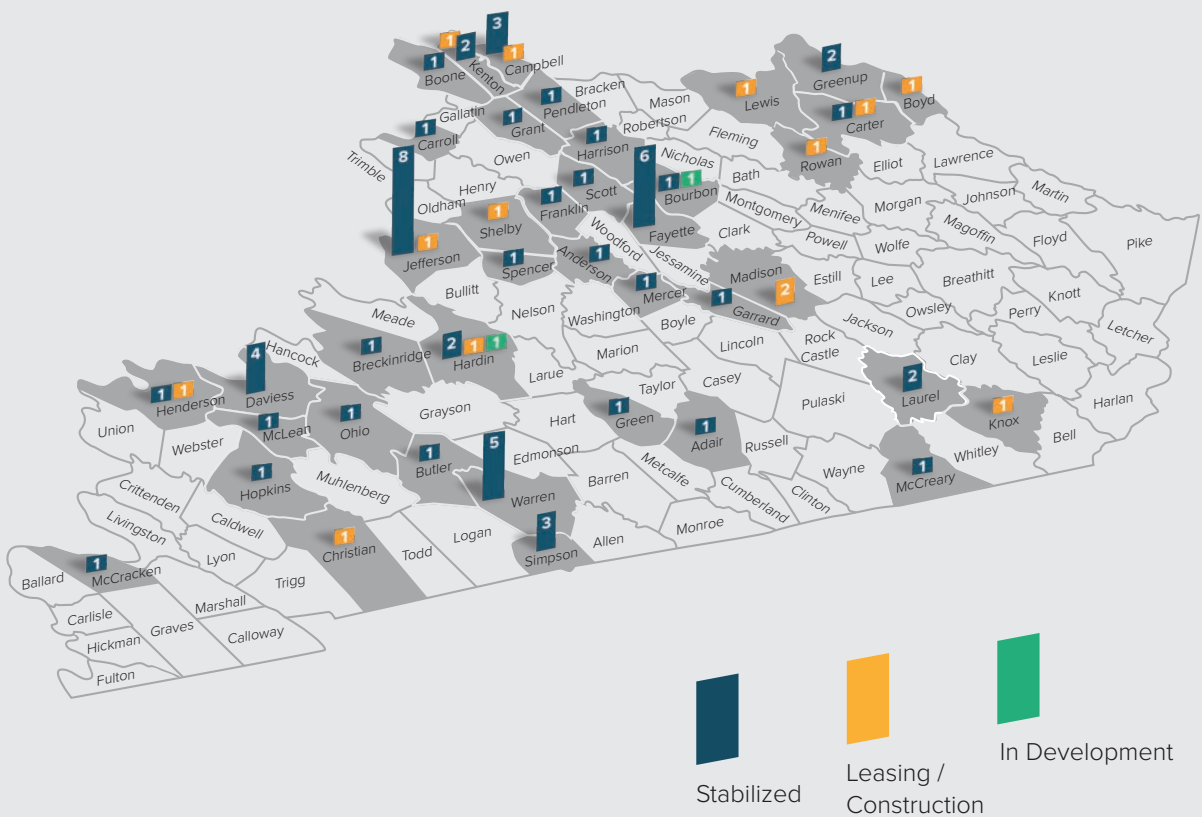 3
1
2
1
1
Boone
Kenton
Campbell
2
Greenup
1
Boyd
1
Lewis
1
1
Carter
1
Pendleton
Bracken
Mason
Robertson
Fleming
Gallatin
1
Grant
1
Carroll
1
Harrison
Owen
1
Rowan
Elliot
Lawrence
Trimble
8
Henry
Oldham
1
Scott
6
Nicholas
1
1
Bourbon
Bath
Montgomery
Menifee
Morgan
Johnson
Martin
1
Franklin
1
Shelby
Woodford
Fayette
Clark
Powell
Wolfe
Magoffin
Floyd
Pike
1
Jefferson
1
Spencer
1
Anderson
Jessamine
Madison
2
Estill
Lee
Breathitt
Knott
Bullitt
Nelson
1
Mercer
1
Garrard
Washington
Boyle
Owsley
Perry
Letcher
Meade
Jackson
Rock
Castle
Lincoln
Hancock
1
Breckinridge
2
1
1
Hardin
Marion
Larue
Clay
Leslie
4
Daviess
Taylor
Casey
Pulaski
2
Laurel
1
Knox
Harlan
1
1
Henderson
Union
1
McLean
1
Ohio
Grayson
Hart
1
Green
1
Adair
Russell
Bell
Webster
1
Butler
5
Edmonson
Warren
Barren
Metcalfe
Wayne
Whitley
1
McCreary
1
Hopkins
Muhlenberg
Cumberland
Clinton
Crittenden
Livingston
Caldwell
Lyon
1
Christian
Todd
Logan
3
Simpson
Allen
Monroe
1
McCracken
Ballard
Trigg
Carlisle
Marshall
Graves
Hickman
Calloway
Fulton
Stabilized
Leasing /
Construction
In Development